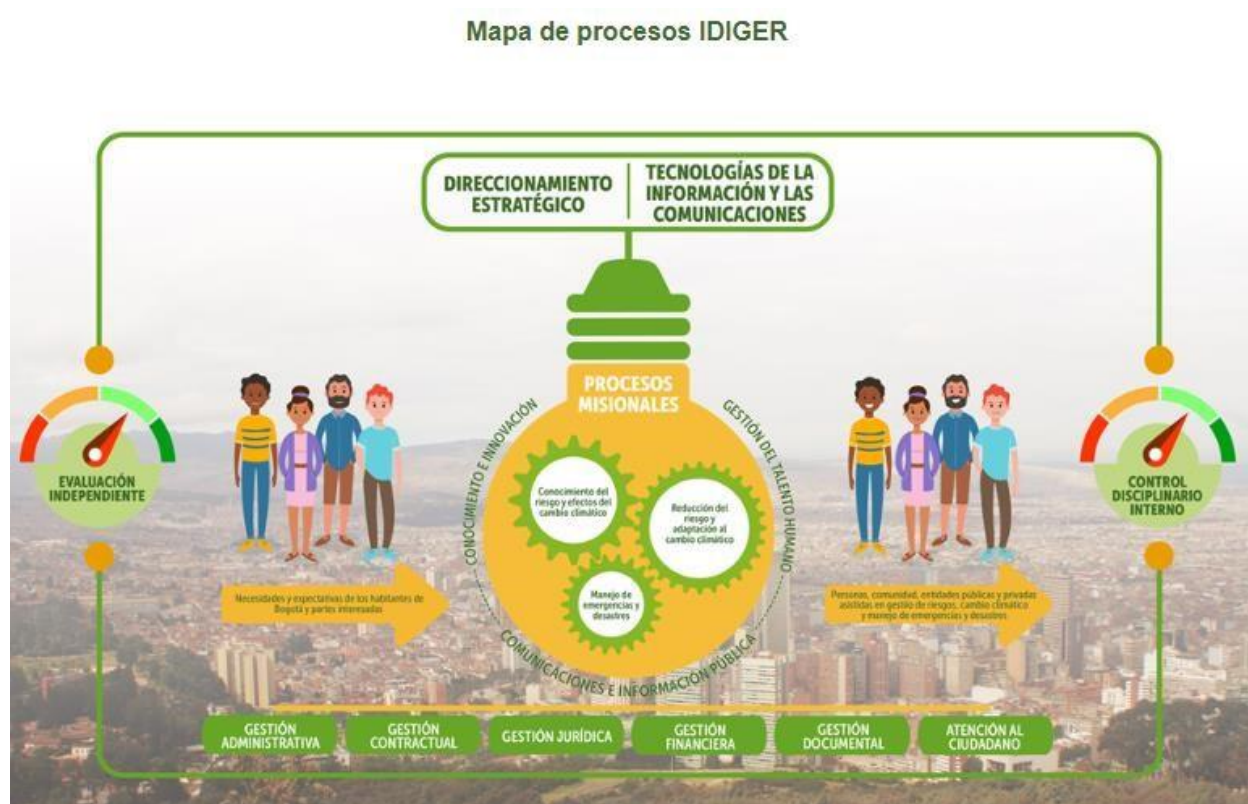 Mapa de procesos IDIGER
DIRECCIONAMIENTO
ESTRATÉGICO
TECNOLOGÍAS DE LA
INFORMACIÓN Y LAS
COMUNICACIONES
PROCESOS
MISIONALES
CONOCIMIENTO E INNOVACIÓN
GESTIÓN DEL TALENTO HUMANO
COMUNICACIONES E INFORMACIÓN PÚBLICA
Conocimiento del
riesgo y efectos del
cambio climático
Reducción del
riesgo y
adaptación al
cambio climático
Manejo de
emergencias y
desastres
EVALUACIÓN
INDEPENDIENTE
CONTROL
DISCIPLINARIO
INTERNO
Necesidades y expectativas de los habitantes de
Bogotá y partes interesadas
Personas, comunidad, entidades públicas y privadas
asistidas en gestión de riesgos, cambio climático
y manejo de emergencias y desastres
GESTIÓN
ADMINISTRATIVA
GESTIÓN
CONTRACTUAL
GESTIÓN JURÍDICA
GESTIÓN
FINANCIERA
GESTIÓN
DOCUMENTAL
ATENCIÓN AL
CIUDADANO